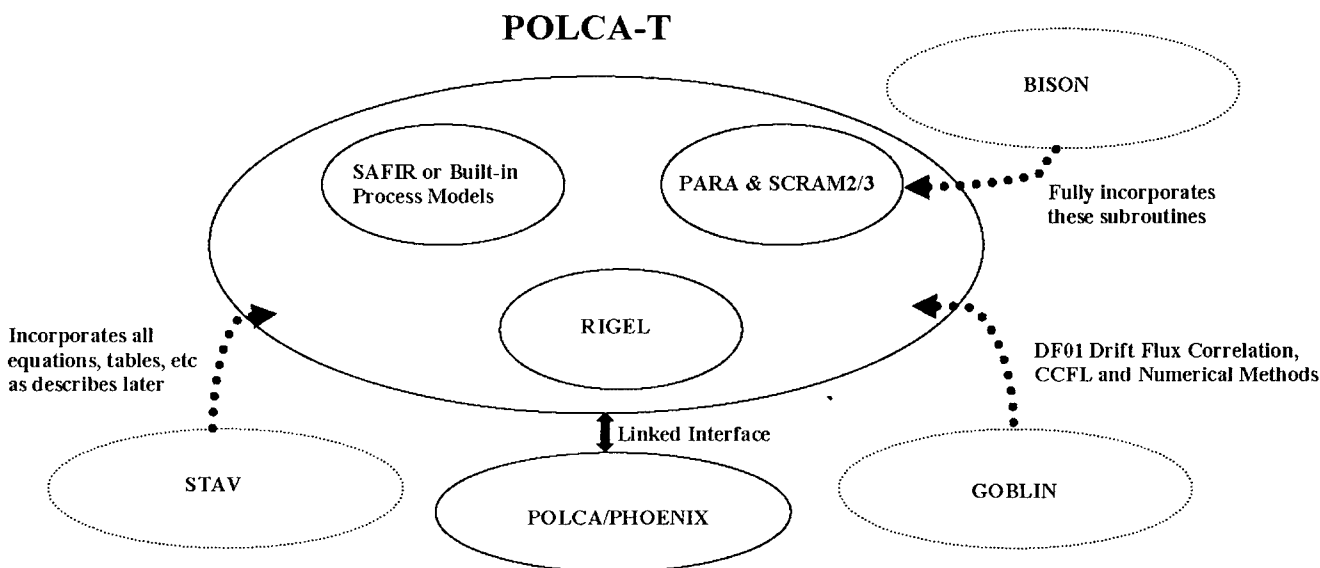 POLCA-T
BISON
SAFIR or Built-in
Process Models
PARA & SCRAM2/3
Fully incorporates
these subroutines
RIGEL
Incorporates all
equations, tables, etc
as describes later
DF01 Drift Flux Correlation,
CCFL and Numerical Methods
Linked Interface
STAV
POLCA/PHOENIX
GOBLIN